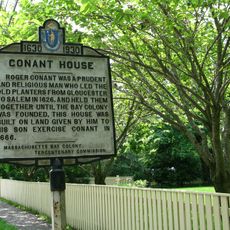 1630 1930
CONANT HOUSE
ROGER CONANT WAS A PRUDENT
AND RELIGIOUS MAN WHO LED THE
OLD PLANTERS FROM GLOUCESTER
TO SALEM IN 1626, AND HELD THEM
TOGETHER UNTIL THE BAY COLONY
WAS FOUNDED. THIS HOUSE WAS
BUILT ON LAND GIVEN BY HIM TO
HIS SON EXERCISE CONANT IN
1666.
MASSACHUSETTS BAY COLONY
TERCENTENARY COMMISSION